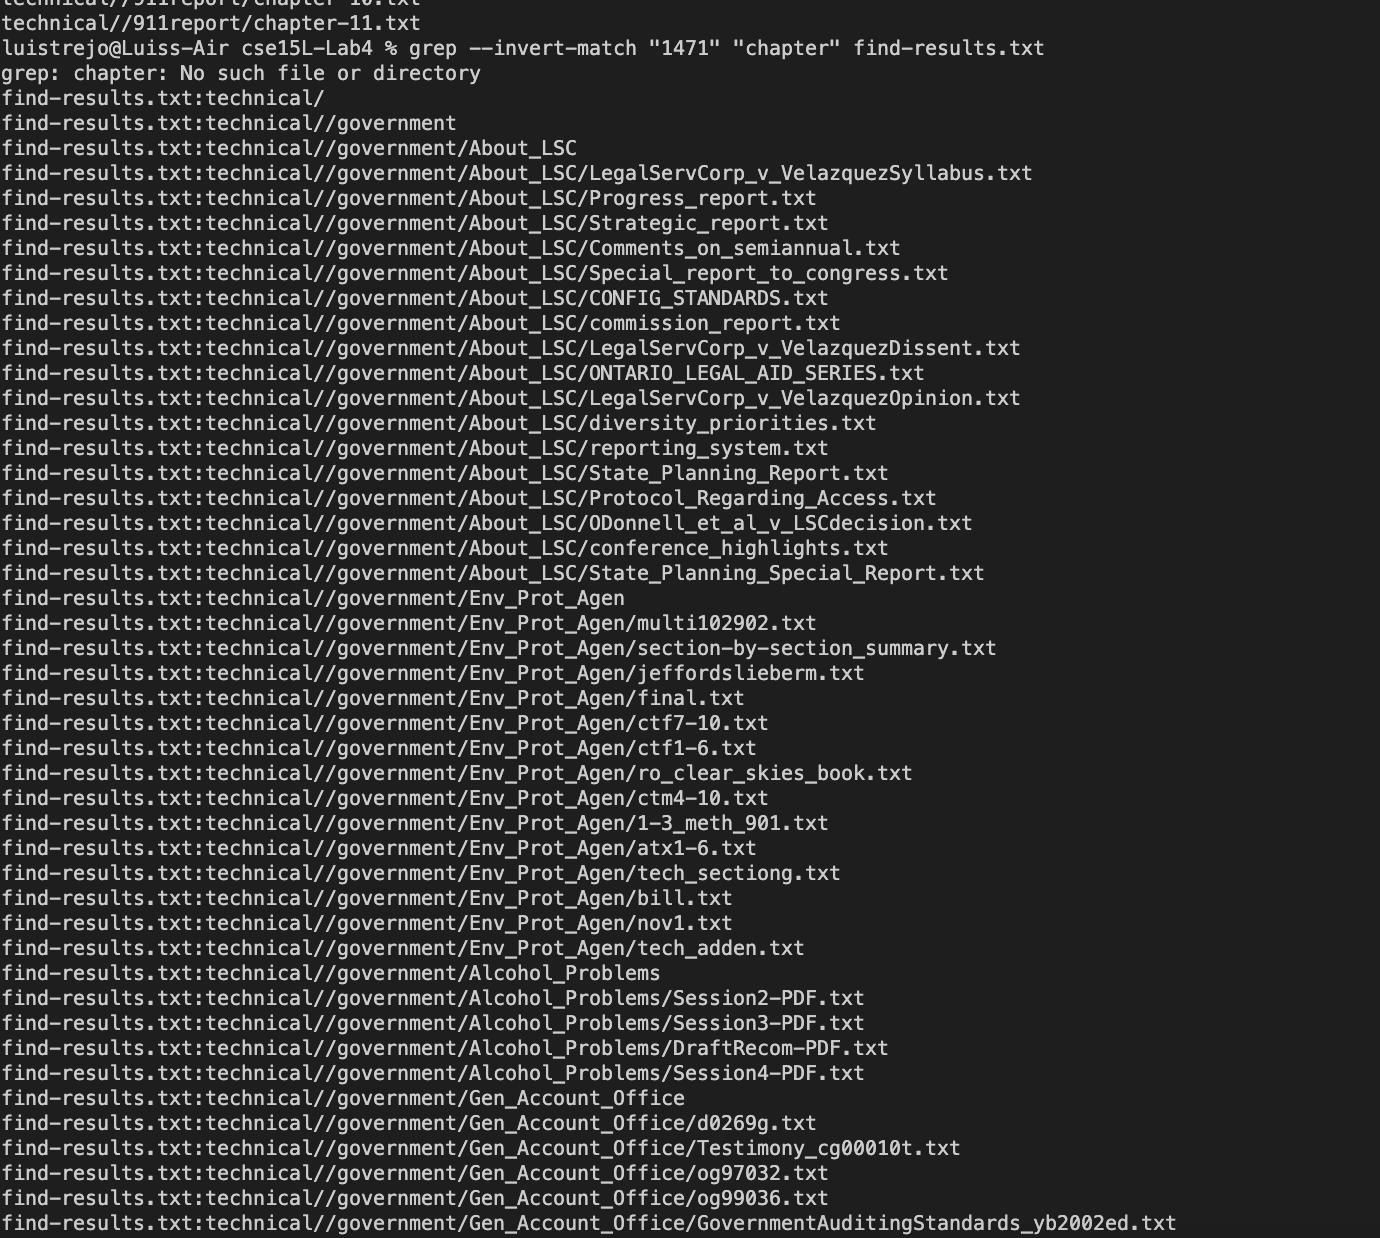 technical//911report/chapter-10.txt
technical//911report/chapter-11.txt
luistrejo@Luiss-Air cse15L-Lab4 % grep --invert-match "1471" "chapter" find-results.txt
grep: chapter: No such file or directory
find-results.txt:technical/
find-results.txt:technical//government
find-results.txt:technical//government/About_LSC
find-results.txt:technical//government/About_LSC/LegalServCorp_v_VelazquezSyllabus.txt
find-results.txt:technical//government/About_LSC/Progress_report.txt
find-results.txt:technical//government/About_LSC/Strategic_report.txt
find-results.txt:technical//government/About_LSC/Comments_on_semiannual.txt
find-results.txt:technical//government/About_LSC/Special_report_to_congress.txt
find-results.txt:technical//government/About_LSC/CONFIG_STANDARDS.txt
find-results.txt:technical//government/About_LSC/commission_report.txt
find-results.txt:technical//government/About_LSC/LegalServCorp_v_VelazquezDissent.txt
find-results.txt:technical//government/About_LSC/ONTARIO_LEGAL_AID_SERIES.txt
find-results.txt:technical//government/About_LSC/LegalServCorp_v_VelazquezOpinion.txt
find-results.txt:technical//government/About_LSC/diversity_priorities.txt
find-results.txt:technical//government/About_LSC/reporting_system.txt
find-results.txt:technical//government/About_LSC/State_Planning_Report.txt
find-results.txt:technical//government/About_LSC/Protocol_Regarding_Access.txt
find-results.txt:technical//government/About_LSC/ODonnell_et_al_v_LSCdecision.txt
find-results.txt:technical//government/About_LSC/conference_highlights.txt
find-results.txt:technical//government/About_LSC/State_Planning_Special_Report.txt
find-results.txt:technical//government/Env_Prot_Agen
find-results.txt:technical//government/Env_Prot_Agen/multi102902.txt
find-results.txt:technical//government/Env_Prot_Agen/section-by-section_summary.txt
find-results.txt:technical//government/Env_Prot_Agen/jeffordslieberm.txt
find-results.txt:technical//government/Env_Prot_Agen/final.txt
find-results.txt:technical//government/Env_Prot_Agen/ctf7-10.txt
find-results.txt:technical//government/Env_Prot_Agen/ctf1-6.txt
find-results.txt:technical//government/Env_Prot_Agen/ro_clear_skies_book.txt
find-results.txt:technical//government/Env_Prot_Agen/ctm4-10.txt
find-results.txt:technical//government/Env_Prot_Agen/1-3_meth_901.txt
find-results.txt:technical//government/Env_Prot_Agen/atx1-6.txt
find-results.txt:technical//government/Env_Prot_Agen/tech_sectiong.txt
find-results.txt:technical//government/Env_Prot_Agen/bill.txt
find-results.txt:technical//government/Env_Prot_Agen/nov1.txt
find-results.txt:technical//government/Env_Prot_Agen/tech_adden.txt
find-results.txt:technical//government/Alcohol_Problems
find-results.txt:technical//government/Alcohol_Problems/Session2-PDF.txt
find-results.txt:technical//government/Alcohol_Problems/Session3-PDF.txt
find-results.txt:technical//government/Alcohol_Problems/DraftRecom-PDF.txt
find-results.txt:technical//government/Alcohol_Problems/Session4-PDF.txt
find-results.txt:technical//government/Gen_Account_Office
find-results.txt:technical//government/Gen_Account_Office/d0269g.txt
find-results.txt:technical//government/Gen_Account_Office/Testimony_cg00010t.txt
find-results.txt:technical//government/Gen_Account_Office/og97032.txt
find-results.txt:technical//government/Gen_Account_Office/og99036.txt
find-results.txt:technical//government/Gen_Account_Office/GovernmentAuditingStandards_yb2002ed.txt